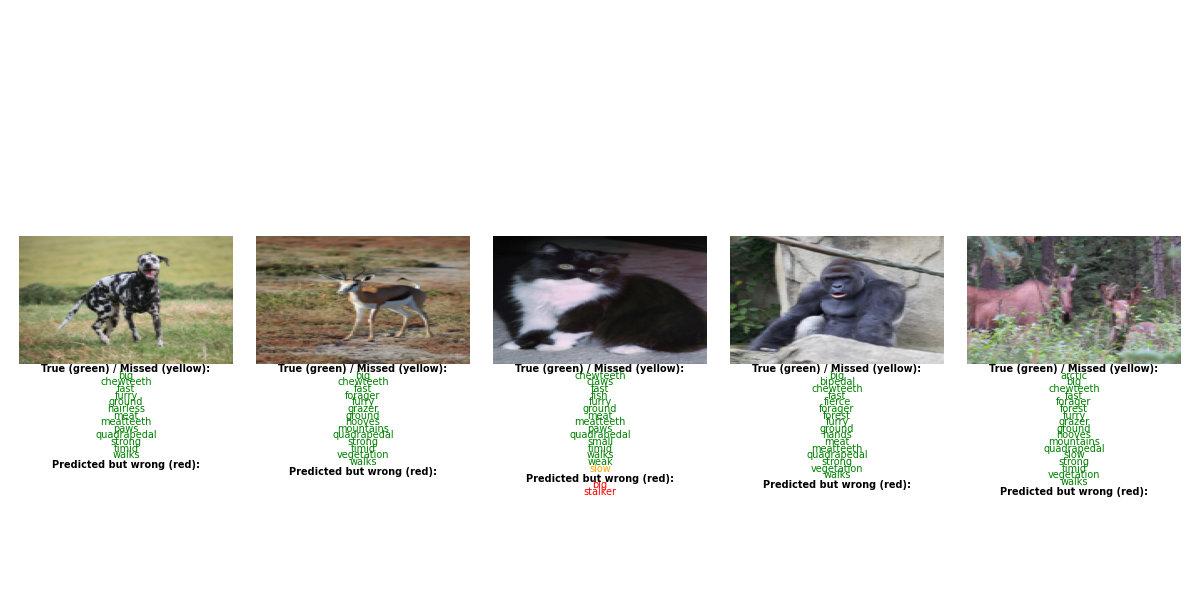 True (green) / Missed (yellow):
big
chewteeth
fast
furry
ground
hairless
meat
meatteeth
paws
quadrapedal
strong
timid
walks
Predicted but wrong (red):
True (green) / Missed (yellow):
big
chewteeth
fast
forager
furry
grazer
ground
hooves
mountains
quadrapedal
strong
timid
vegetation
walks
Predicted but wrong (red):
True (green) / Missed (yellow):
chewteeth
claws
fast
fish
furry
ground
meat
meatteeth
paws
quadrapedal
small
timid
walks
weak
slow
Predicted but wrong (red):
big
stalker
True (green) / Missed (yellow):
big
bipedal
chewteeth
fast
fierce
forager
forest
furry
ground
hands
meat
meatteeth
quadrapedal
strong
vegetation
walks
Predicted but wrong (red):
True (green) / Missed (yellow):
arctic
big
chewteeth
fast
forager
forest
furry
grazer
ground
hooves
mountains
quadrapedal
slow
strong
timid
vegetation
walks
Predicted but wrong (red):